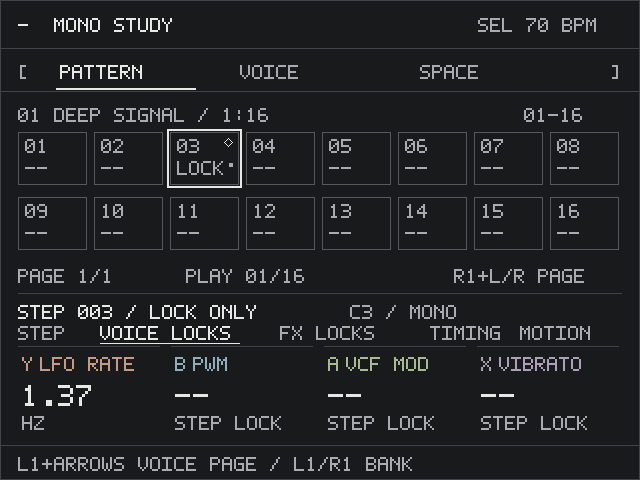 — MONO STUDY SEL 70 BPM
[ PATTERN VOICE SPACE ]
01 DEEP SIGNAL / 1:16 01-16
01 02 03 ◇ 04 05 06 07 08
-- -- LOCK▪ -- -- -- -- --
09 10 11 12 13 14 15 16
-- -- -- -- -- -- -- --
PAGE 1/1 PLAY 01/16 R1+L/R PAGE
STEP 003 / LOCK ONLY C3 / MONO
STEP VOICE LOCKS FX LOCKS TIMING MOTION
Y LFO RATE B PWM A VCF MOD X VIBRATO
1.37 -- -- --
HZ STEP LOCK STEP LOCK STEP LOCK
L1+ARROWS VOICE PAGE / L1/R1 BANK